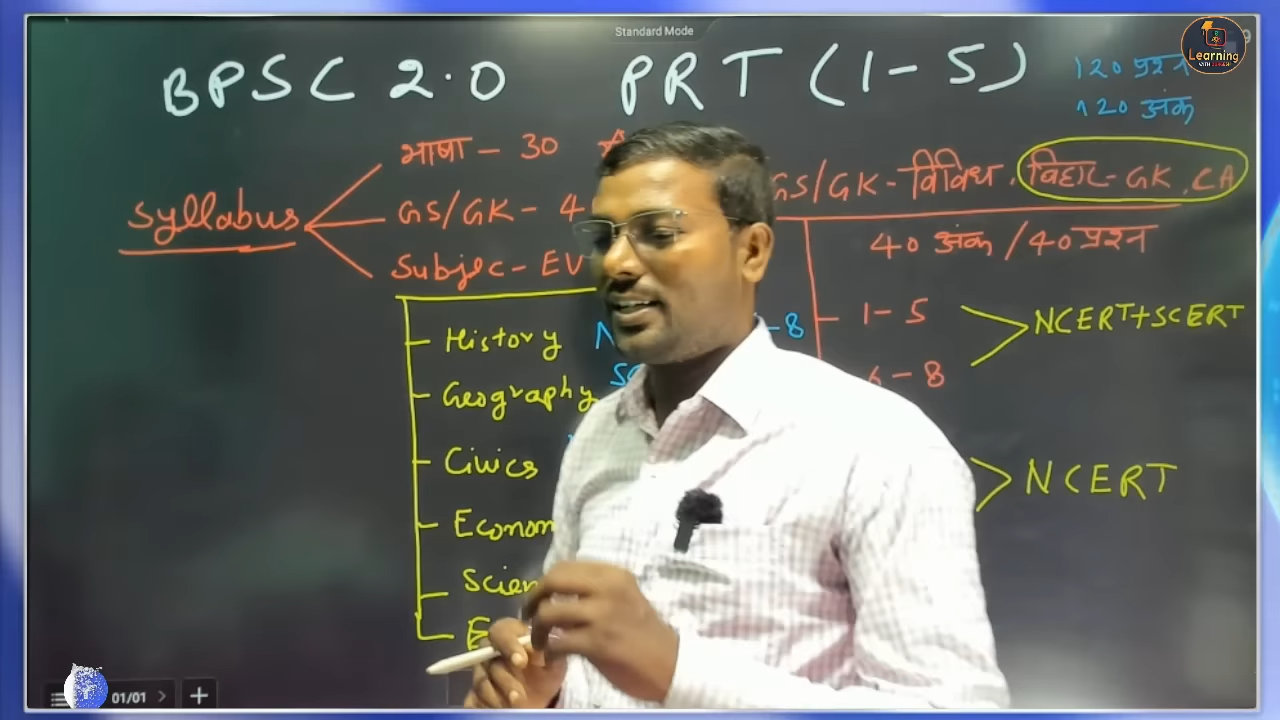 Standard Mode
Learning
BPSC 2.0 PRT (1-5)
120 प्रश्न
120 अंक
Syllabus
भाषा - 30
GS/GK - 4
Subjec - EV
GS/GK - विविध, बिहार - GK, CA
40 अंक / 40 प्रश्न
History
Geography
Civics
Econom
Scien
E
- 8
1 - 5
6 - 8
NCERT+SCERT
NCERT
01/01